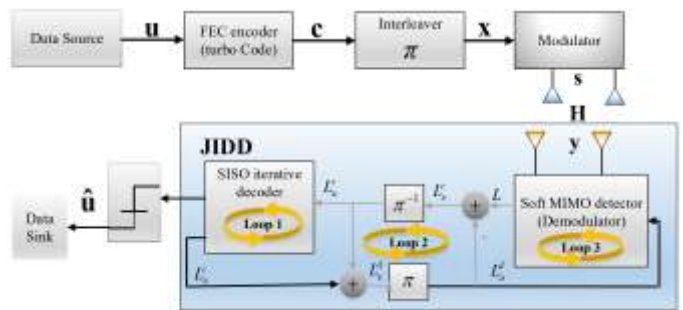 Data Source
u
FEC encoder
(turbo Code)
c
Interleaver
π
x
Modulator
s
H
y
JIDD
SISO iterative
decoder
Loop 1
π⁻¹
Loop 2
π
+
+
L
Soft MIMO detector
(Demodulator)
Loop 3
û
Data
Sink